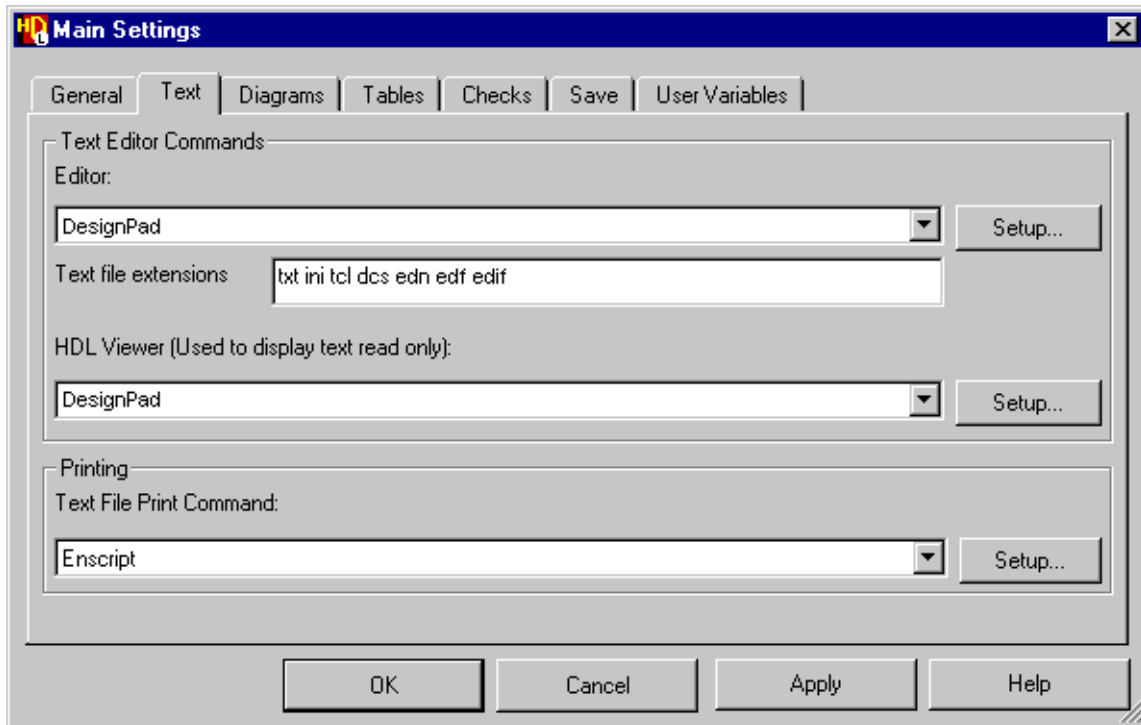 HDL Main Settings
General Text Diagrams Tables Checks Save User Variables
Text Editor Commands
Editor:
DesignPad Setup...
Text file extensions txt ini tcl dcs edn edf edif
HDL Viewer (Used to display text read only):
DesignPad Setup...
Printing
Text File Print Command:
Enscript Setup...
OK Cancel Apply Help